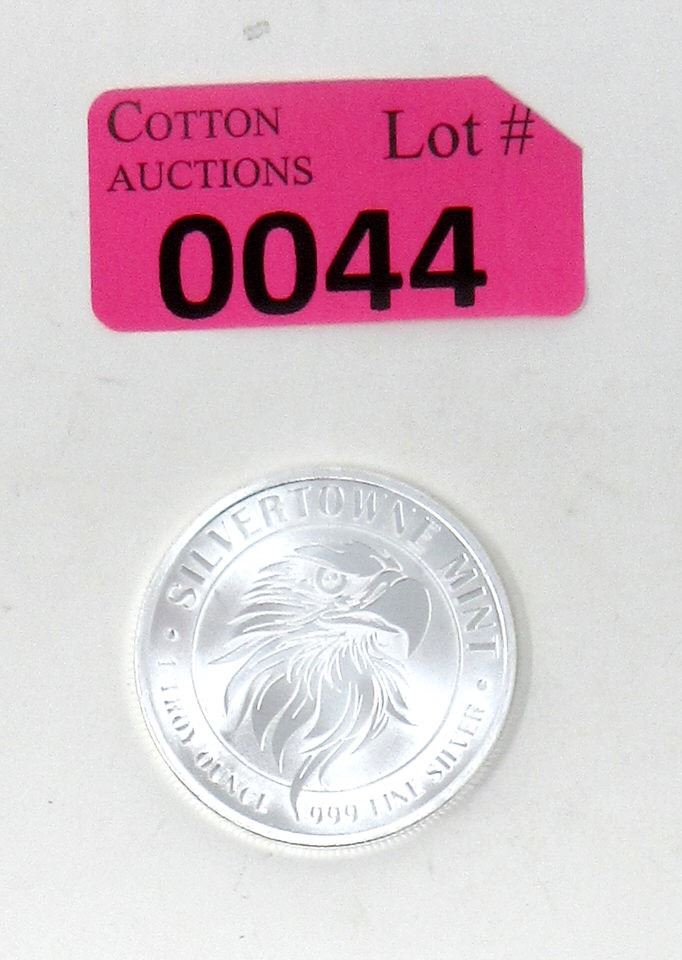 COTTON
AUCTIONS
Lot #
0044
SILVERTOWNE MINT
1 TROY OUNCE 999 FINE SILVER